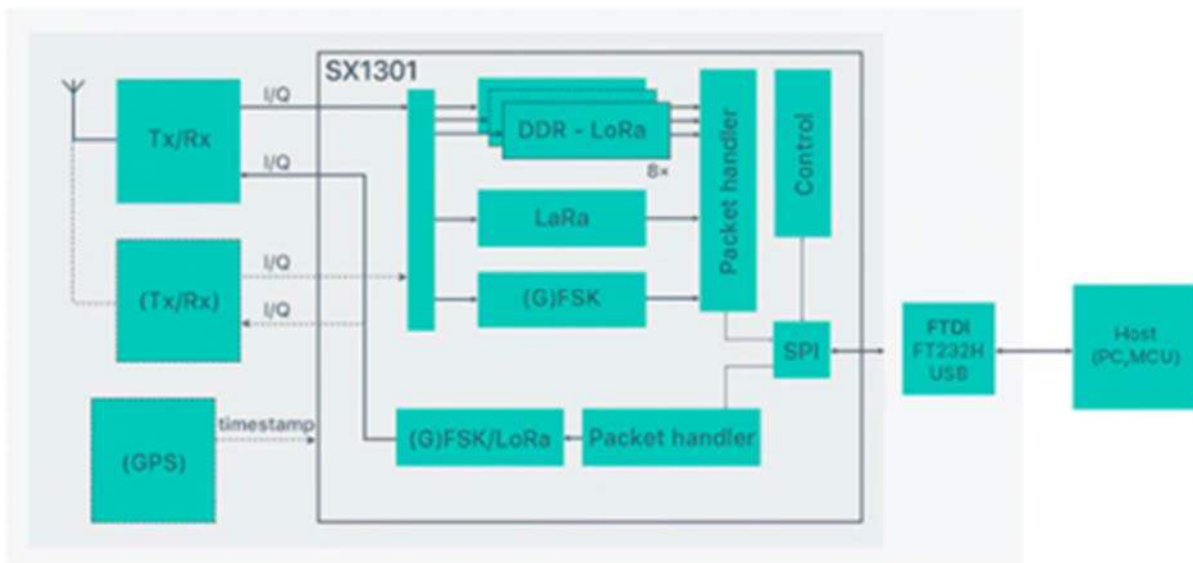 SX1301
I/Q
Tx/Rx
I/Q
DDR - LoRa
8×
LaRa
(G)FSK
Packet handler
Control
I/Q
(Tx/Rx)
I/Q
SPI
FTDI
FT232H
USB
Host
(PC,MCU)
(GPS)
timestamp
(G)FSK/LoRa
Packet handler